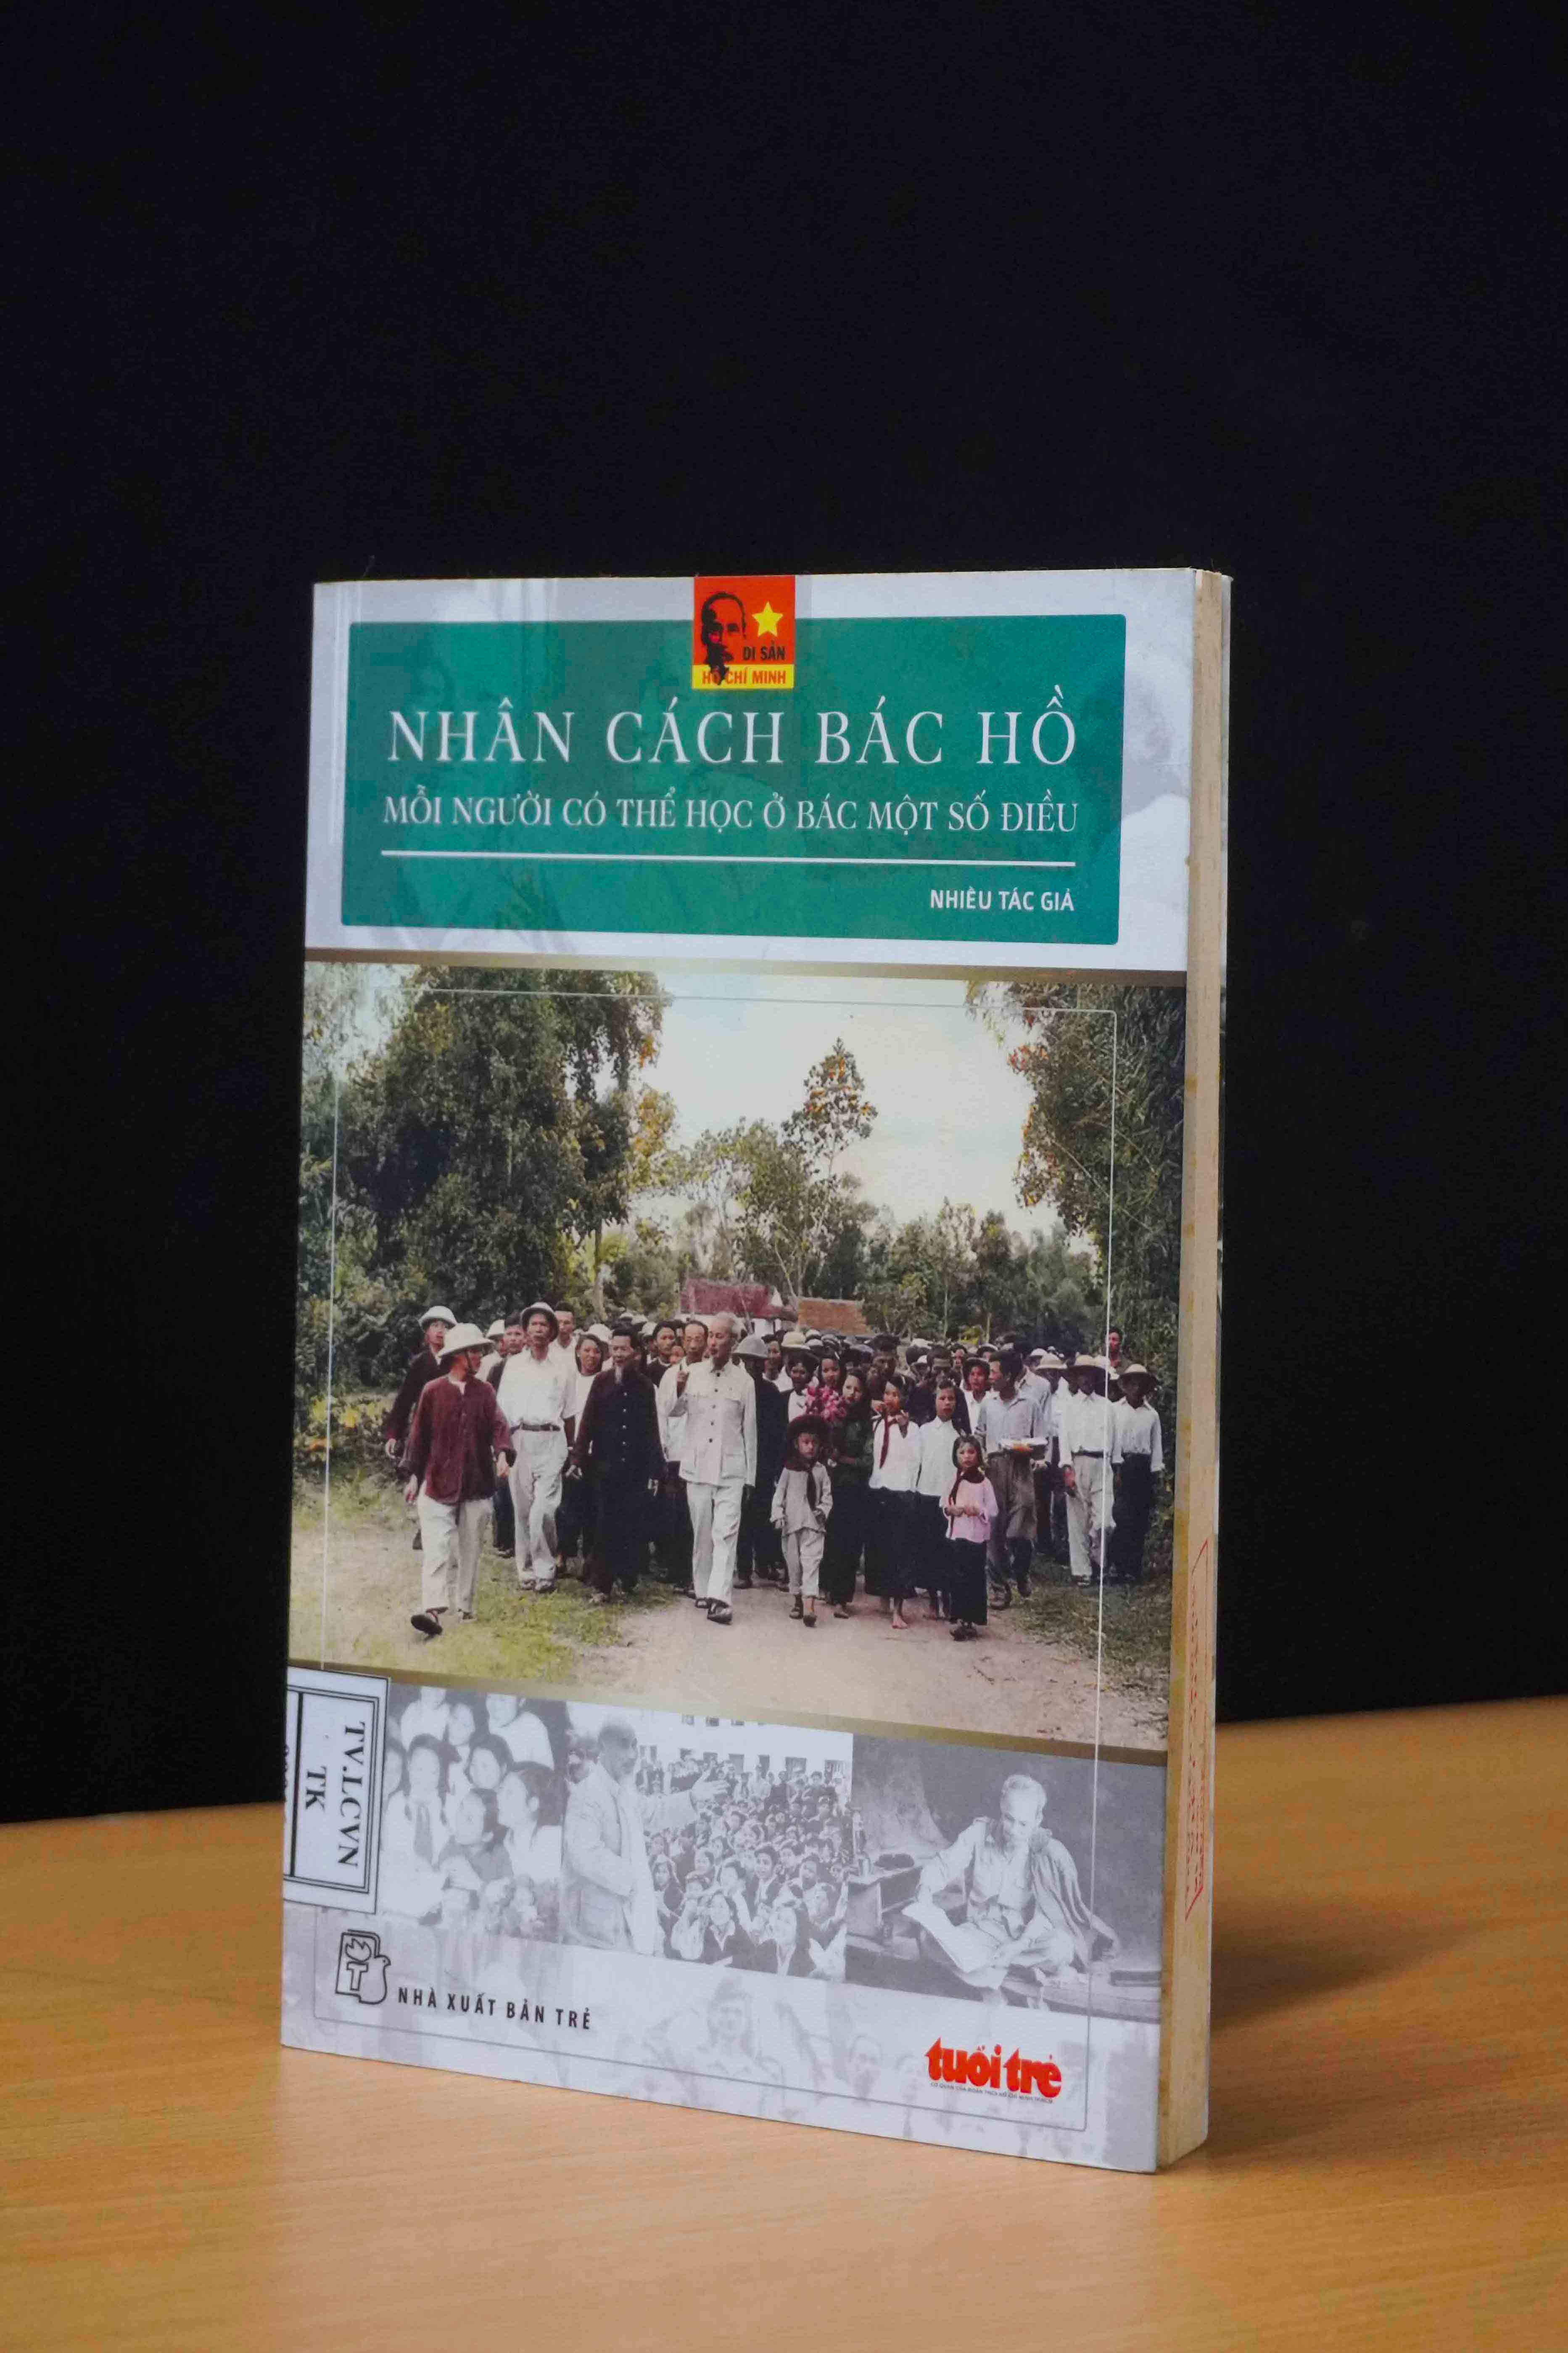 DI SẢN
HỒ CHÍ MINH
NHÂN CÁCH BÁC HỒ
MỖI NGƯỜI CÓ THỂ HỌC Ở BÁC MỘT SỐ ĐIỀU
NHIỀU TÁC GIẢ
TV.LCVN
TK
NHÀ XUẤT BẢN TRẺ
tuổi trẻ